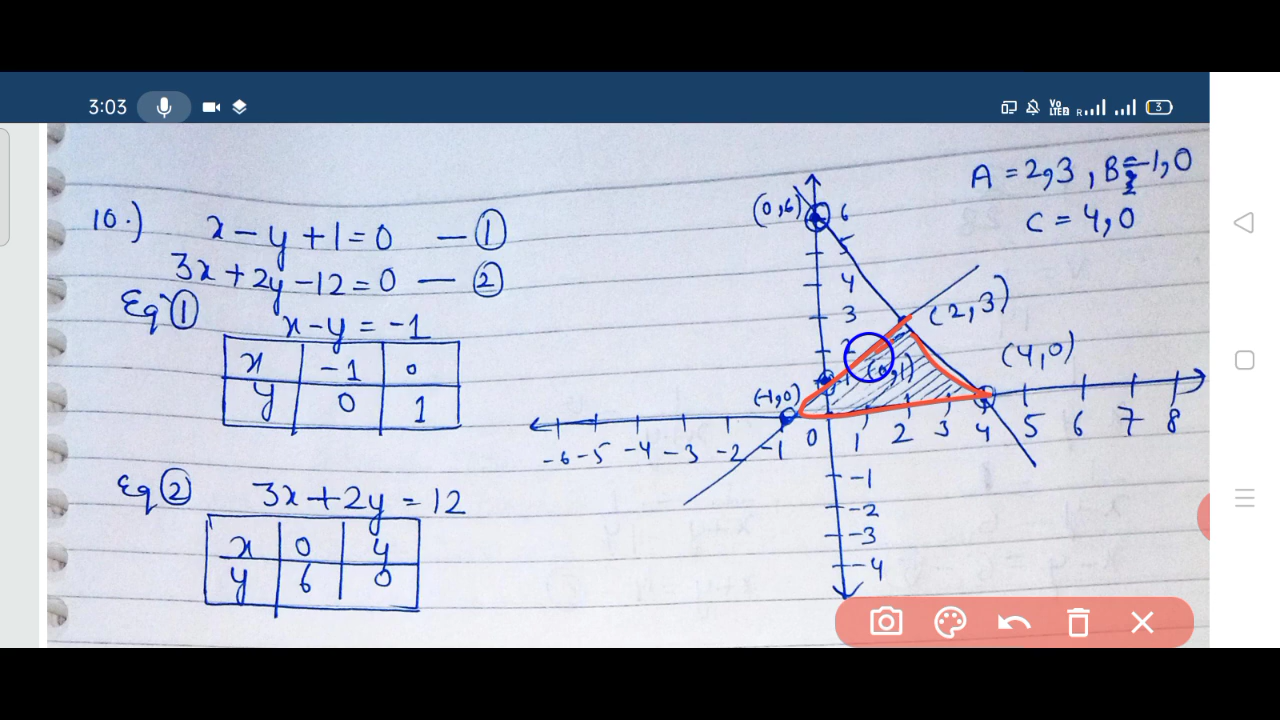 3:03
Vo LTE2 R 3
10.) x - y + 1 = 0 — ①
3x + 2y - 12 = 0 — ②
Eq ①
x - y = -1
x -1 0
y 0 1
Eq ② 3x + 2y = 12
x 0 4
y 6 0
A = 2,3 , B = -1,0
C = 4,0
(0,6) 6
5
4
3 (2,3)
2 (4,0)
1 (0,1)
(-1,0)
-6 -5 -4 -3 -2 -1 0 1 2 3 4 5 6 7 8
-1
-2
-3
-4